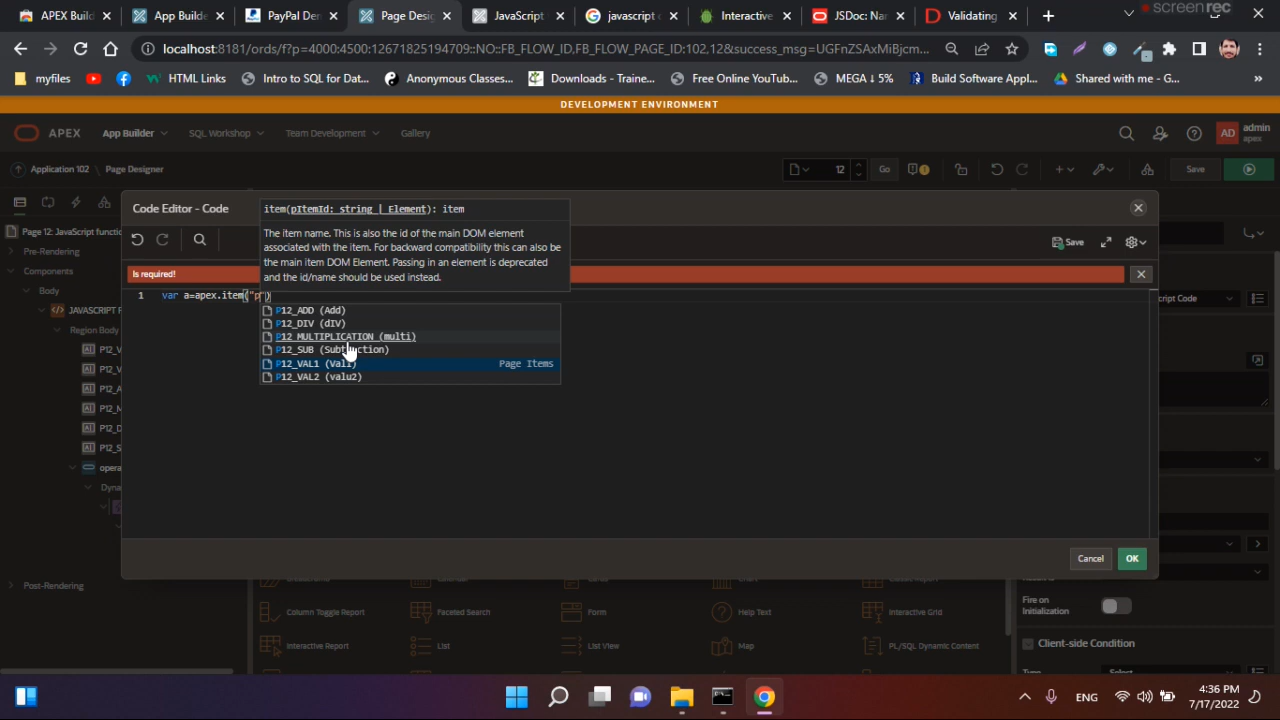 screenrec
APEX Build
App Builde
PayPal Der
Page Desig
JavaScript
javascript c
Interactive
JSDoc: Nar
Validating
localhost:8181/ords/f?p=4000:4500:12671825194709::NO::FB_FLOW_ID,FB_FLOW_PAGE_ID:102,12&success_msg=UGFnZSAxMiBjcm...
myfiles
HTML Links
Intro to SQL for Dat...
Anonymous Classes...
Downloads - Traine...
Free Online YouTub...
MEGA ↓ 5%
Build Software Appl...
Shared with me - G...
DEVELOPMENT ENVIRONMENT
APEX
App Builder
SQL Workshop
Team Development
Gallery
AD
admin
apex
Application 102
Page Designer
12
Go
1
Save
Code Editor - Code
item(pItemId: string | Element): item
The item name. This is also the id of the main DOM element
associated with the item. For backward compatibility this can also be
the main item DOM Element. Passing in an element is deprecated
and the id/name should be used instead.
Save
Is required!
1 var a=apex.item("p")
P12_ADD (Add)
P12_DIV (dIV)
P12_MULTIPLICATION (multi)
P12_SUB (Subtraction)
P12_VAL1 (Val1)
Page Items
P12_VAL2 (valu2)
Cancel
OK
Page 12: JavaScript functio
Pre-Rendering
Components
Body
JAVASCRIPT F
Region Body
P12_V
P12_V
P12_A
P12_M
P12_D
P12_S
opera
Dyna
Post-Rendering
cript Code
Column Toggle Report
Faceted Search
Form
Help Text
Interactive Grid
Interactive Report
List
List View
Map
PL/SQL Dynamic Content
Fire on
Initialization
Client-side Condition
Type
Select
ENG
4:36 PM
7/17/2022